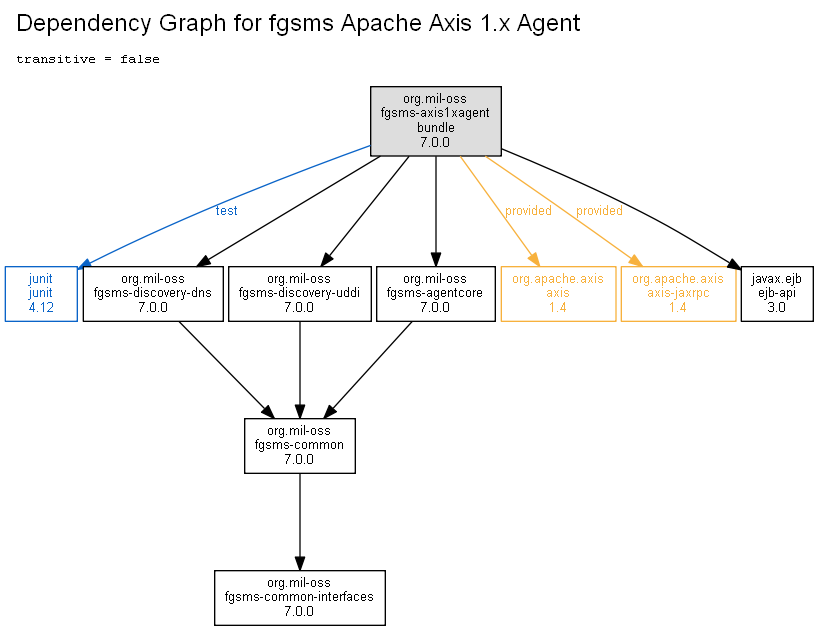 Dependency Graph for fgsms Apache Axis 1.x Agent
transitive = false
org.mil-oss
fgsms-axis1xagent
bundle
7.0.0
test
provided
provided
junit
junit
4.12
org.mil-oss
fgsms-discovery-dns
7.0.0
org.mil-oss
fgsms-discovery-uddi
7.0.0
org.mil-oss
fgsms-agentcore
7.0.0
org.apache.axis
axis
1.4
org.apache.axis
axis-jaxrpc
1.4
javax.ejb
ejb-api
3.0
org.mil-oss
fgsms-common
7.0.0
org.mil-oss
fgsms-common-interfaces
7.0.0